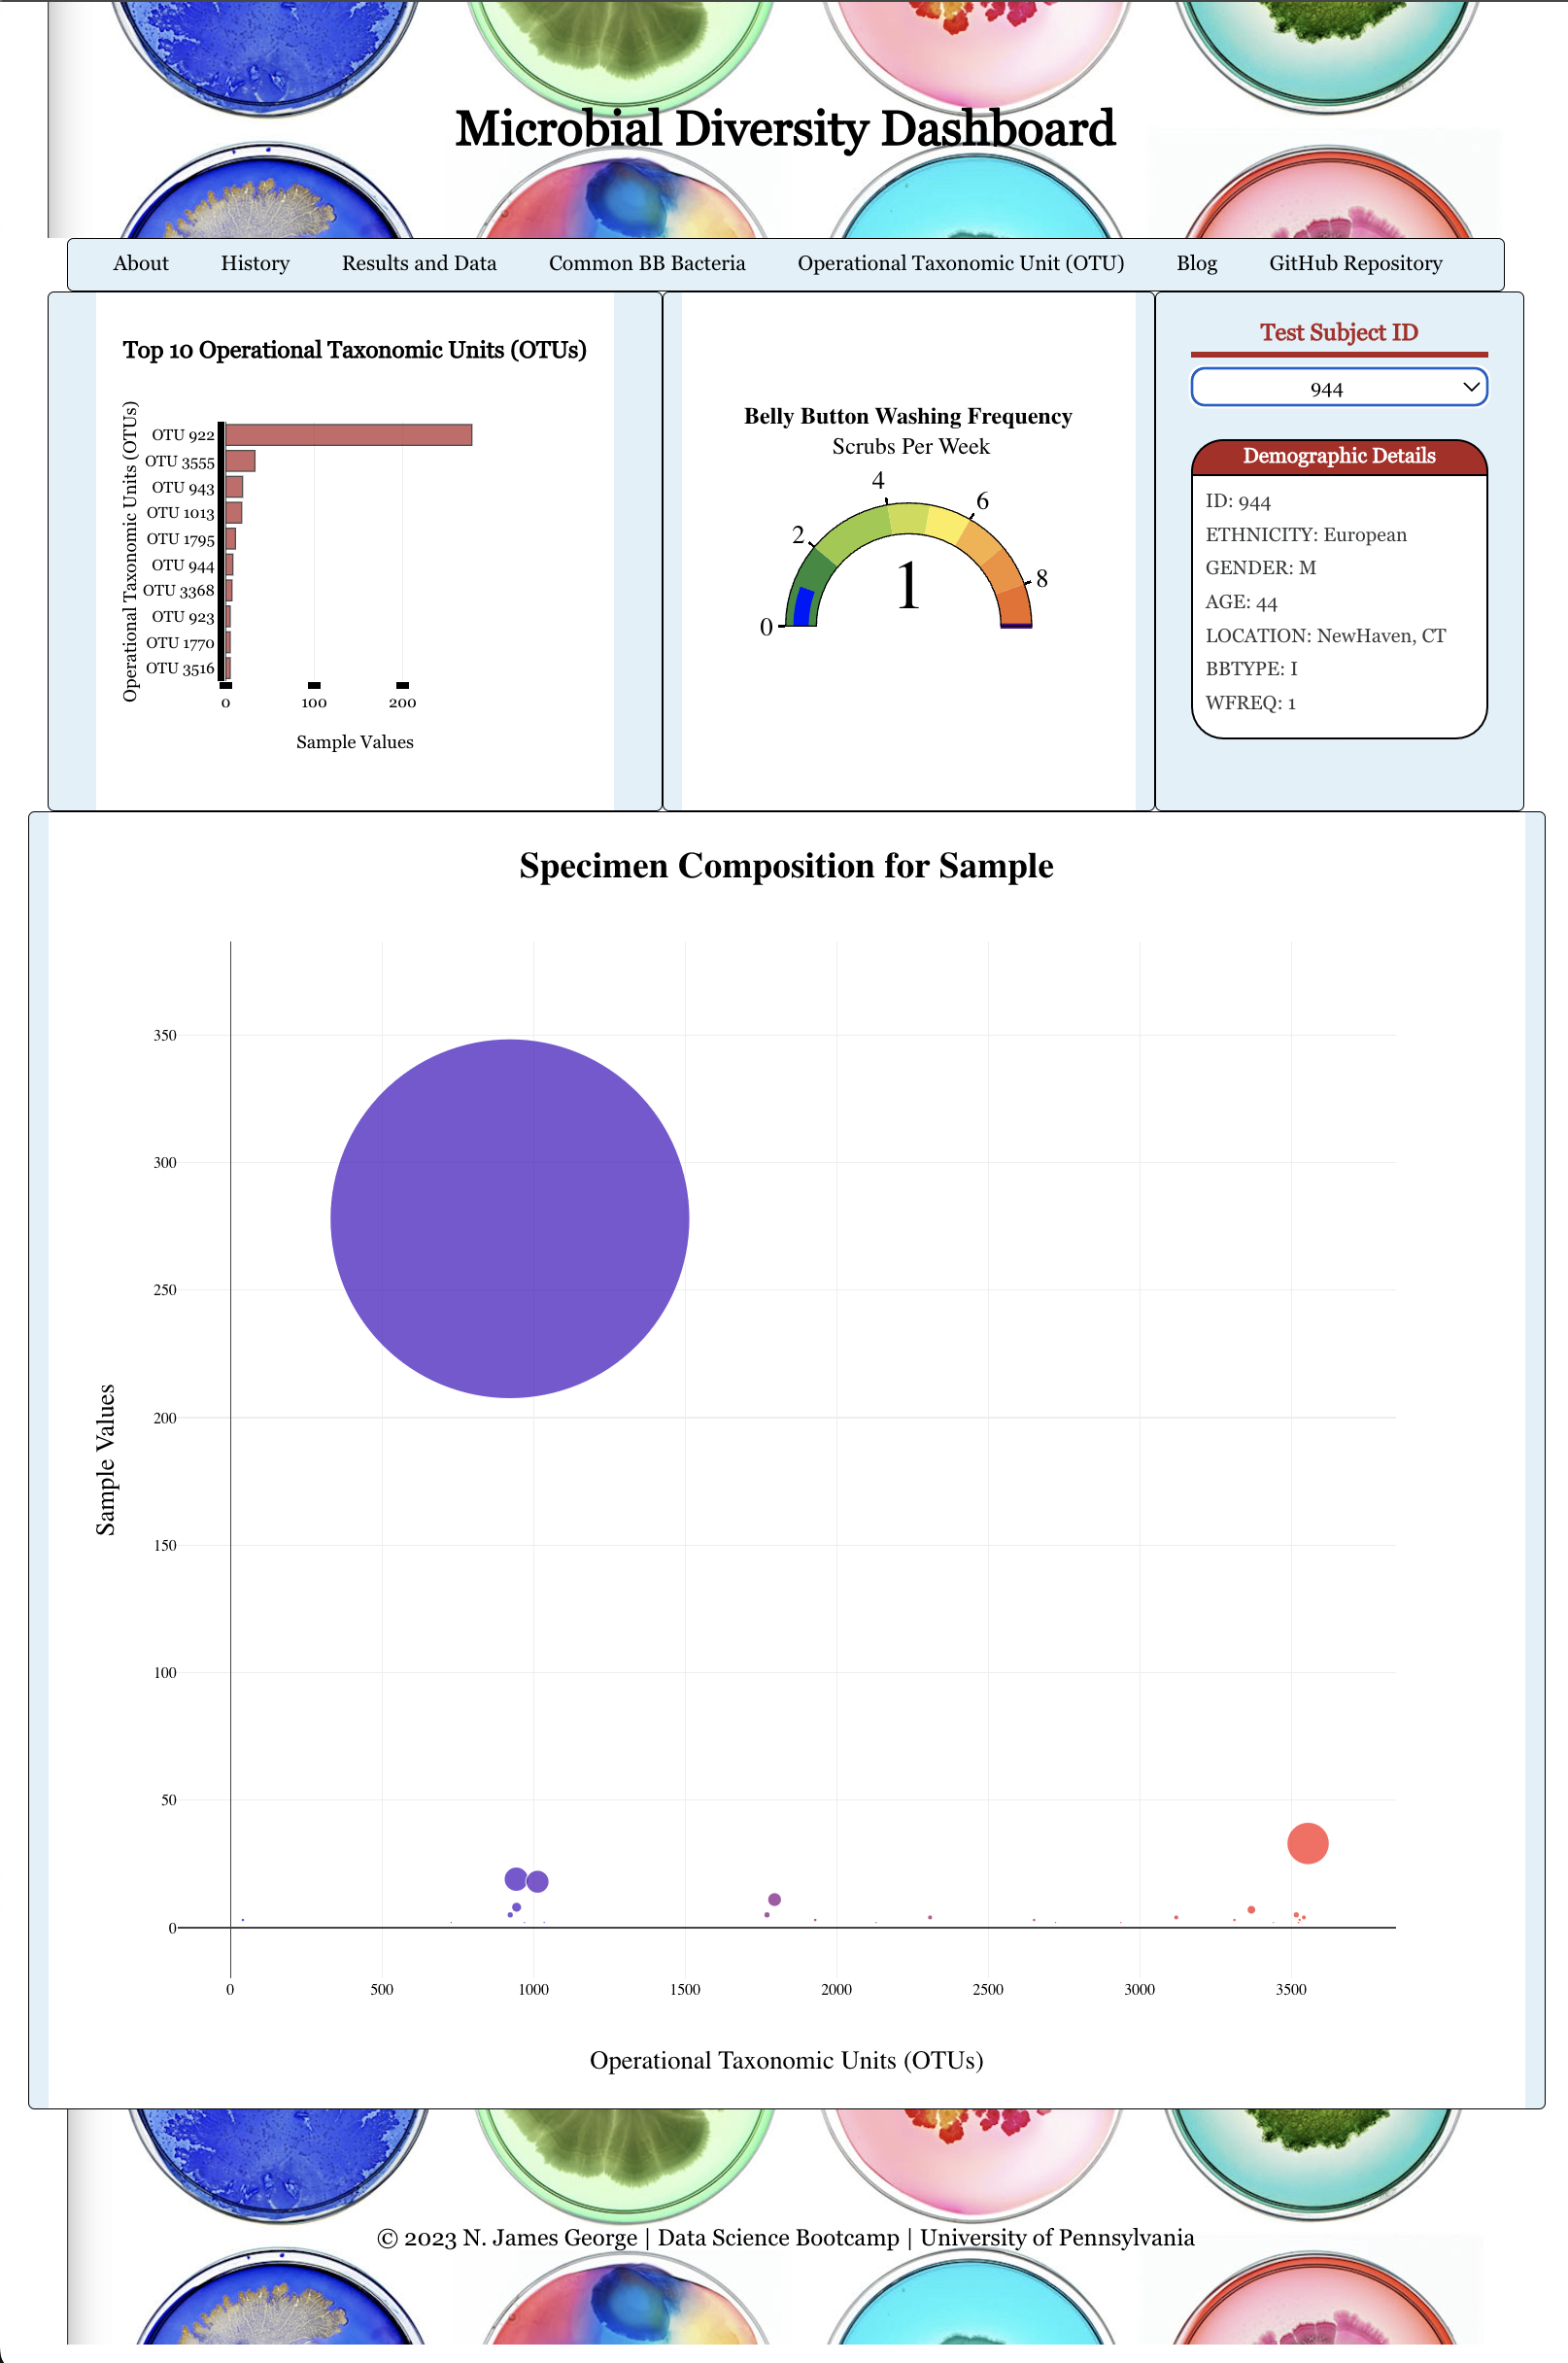 Microbial Diversity Dashboard
About History Results and Data Common BB Bacteria Operational Taxonomic Unit (OTU) Blog GitHub Repository
Top 10 Operational Taxonomic Units (OTUs)
Operational Taxonomic Units (OTUs)
OTU 922
OTU 3555
OTU 943
OTU 1013
OTU 1795
OTU 944
OTU 3368
OTU 923
OTU 1770
OTU 3516
0 100 200
Sample Values
Belly Button Washing Frequency
Scrubs Per Week
0
2
4
6
8
1
Test Subject ID
944
Demographic Details
ID: 944
ETHNICITY: European
GENDER: M
AGE: 44
LOCATION: NewHaven, CT
BBTYPE: I
WFREQ: 1
Specimen Composition for Sample
Sample Values
350
300
250
200
150
100
50
0
0 500 1000 1500 2000 2500 3000 3500
Operational Taxonomic Units (OTUs)
© 2023 N. James George | Data Science Bootcamp | University of Pennsylvania